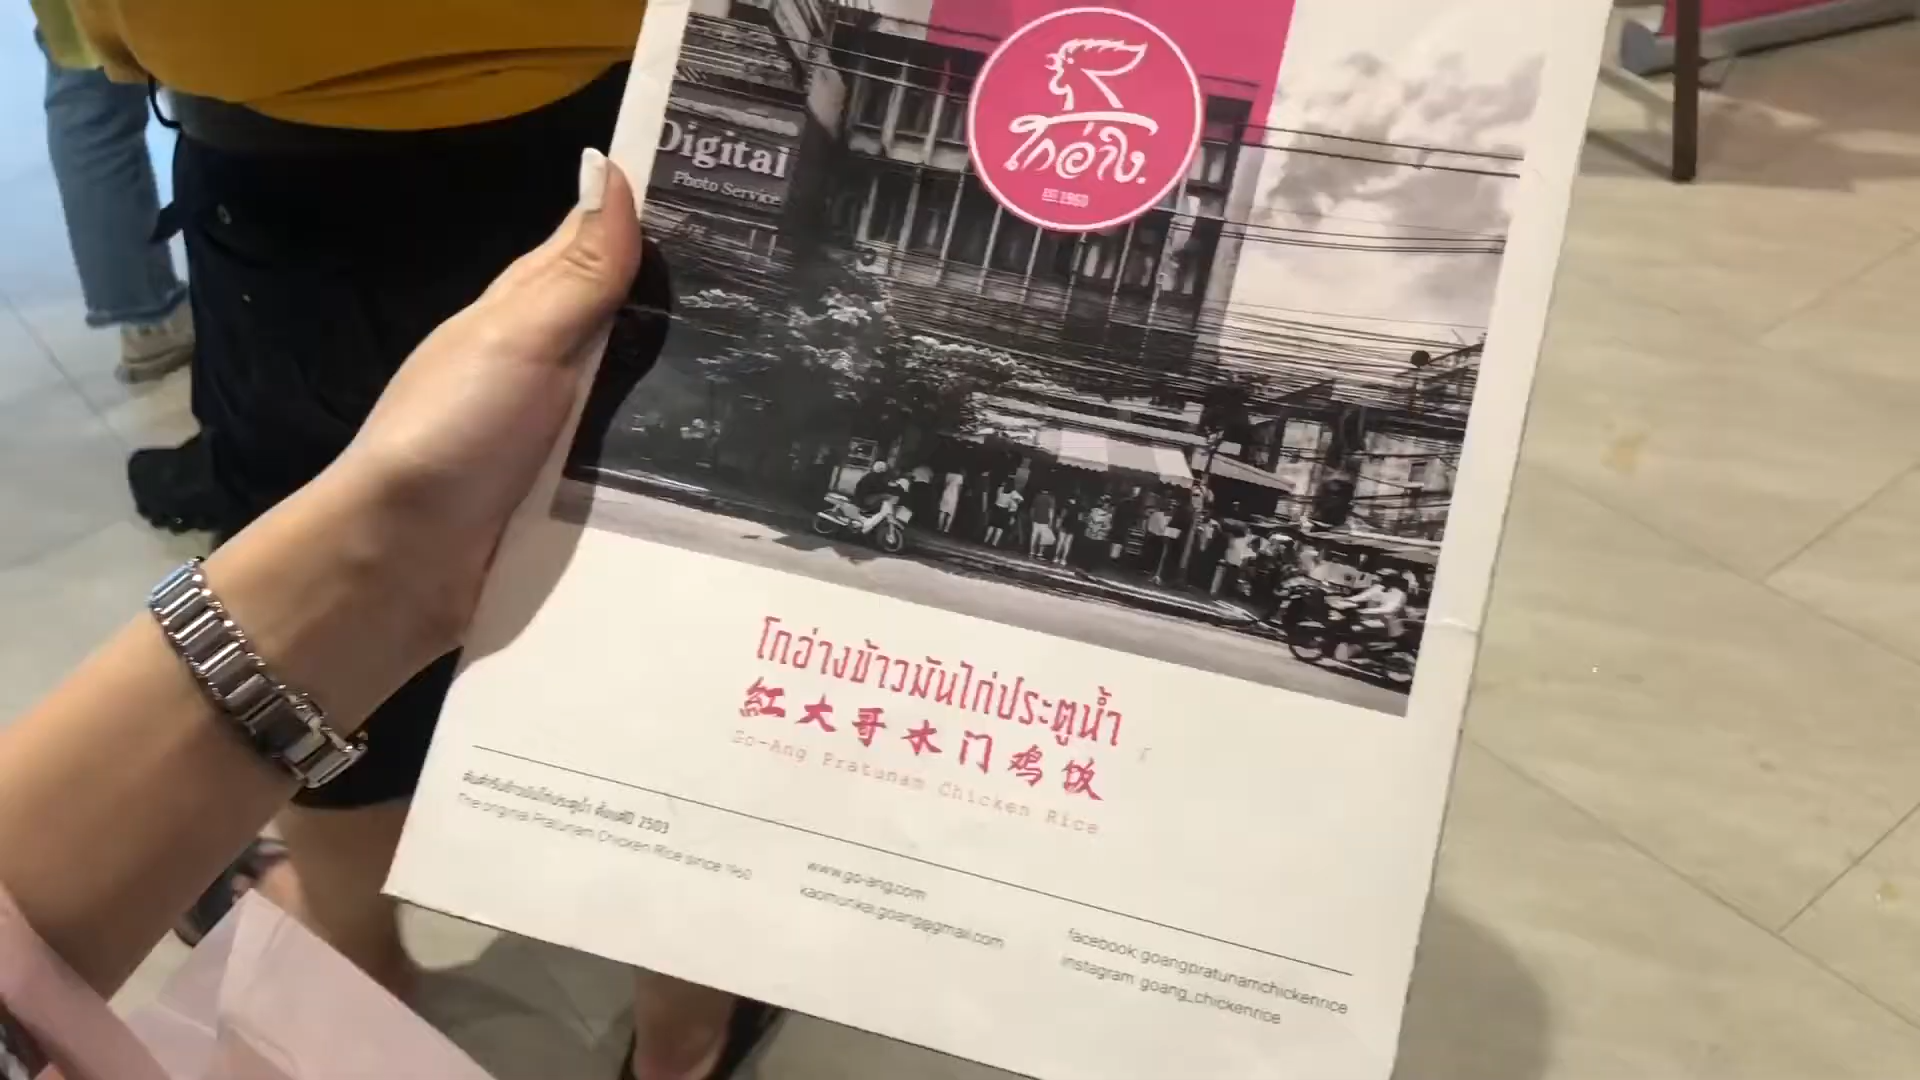 Digital
Photo Service
โกอ่าง
EST.1960
โกอ่างข้าวมันไก่ประตูน้ำ
紅大哥水门鸡饭
Go-Ang Pratunam Chicken Rice
ต้นตำรับข้าวมันไก่ประตูน้ำ ตั้งแต่ปี 2503
The original Pratunam Chicken Rice since 1960
www.go-ang.com
kaomunkai.goang@gmail.com
facebook: goangpratunamchickenrice
instagram: goang_chickenrice